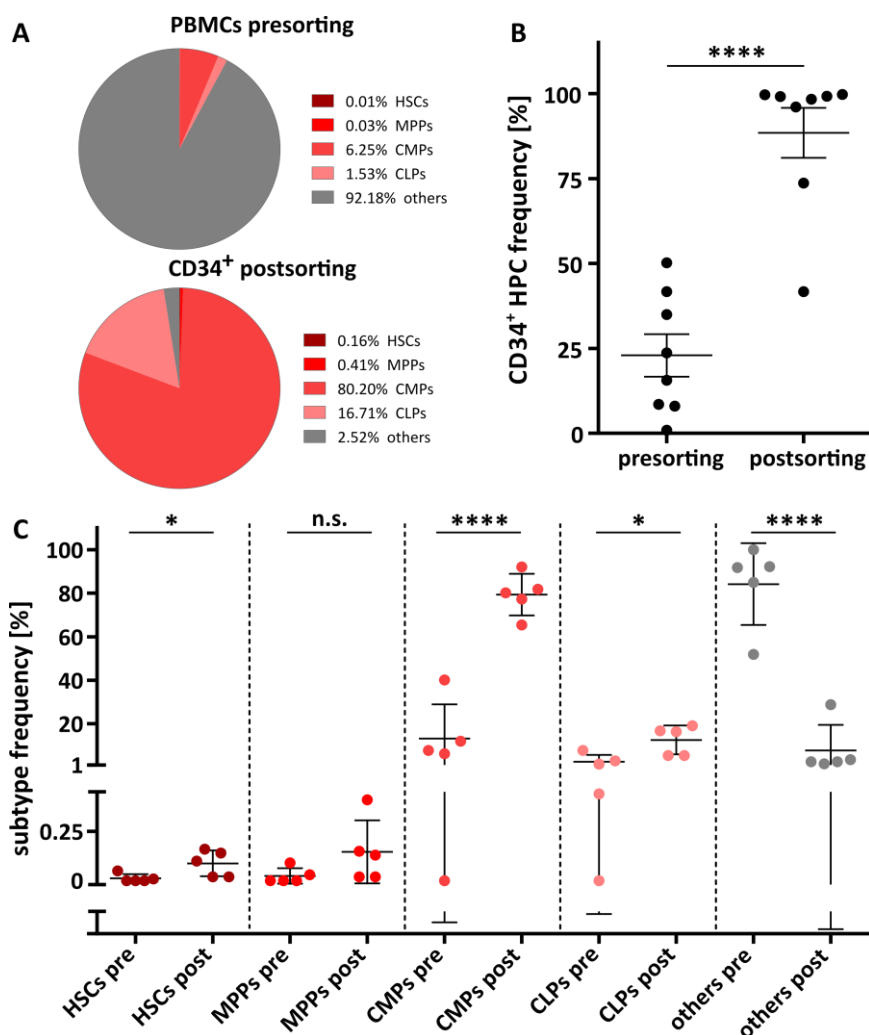 A
PBMCs presorting
0.01% HSCs
0.03% MPPs
6.25% CMPs
1.53% CLPs
92.18% others
CD34+ postsorting
0.16% HSCs
0.41% MPPs
80.20% CMPs
16.71% CLPs
2.52% others
B
****
CD34+ HPC frequency [%]
100
75
50
25
0
presorting postsorting
C
* n.s. **** * ****
subtype frequency [%]
100
80
60
40
20
1
0.25
0
HSCs pre
HSCs post
MPPs pre
MPPs post
CMPs pre
CMPs post
CLPs pre
CLPs post
others pre
others post